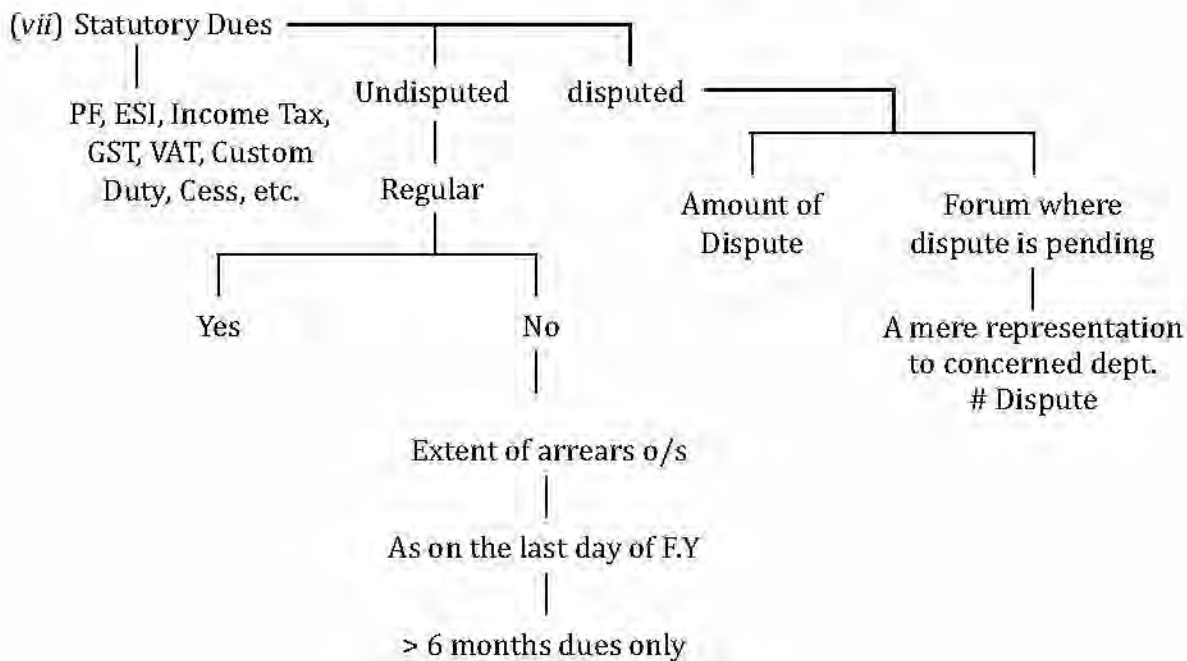 (vii) Statutory Dues
PF, ESI, Income Tax,
GST, VAT, Custom
Duty, Cess, etc.
Undisputed
Regular
Yes
No
Extent of arrears o/s
As on the last day of F.Y
> 6 months dues only
disputed
Amount of
Dispute
Forum where
dispute is pending
A mere representation
to concerned dept.
# Dispute